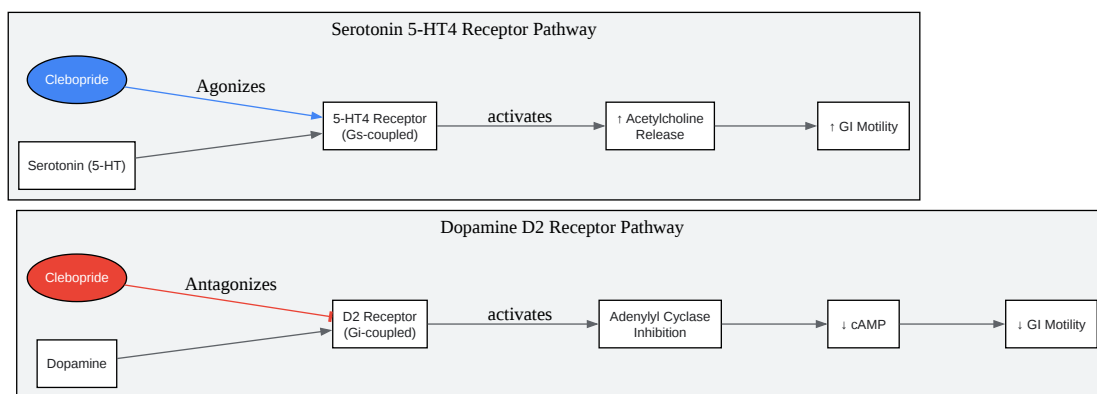 Serotonin 5-HT4 Receptor Pathway
Clebopride
Agonizes
Serotonin (5-HT)
5-HT4 Receptor
(Gs-coupled)
activates
↑ Acetylcholine
Release
↑ GI Motility
Dopamine D2 Receptor Pathway
Clebopride
Antagonizes
Dopamine
D2 Receptor
(Gi-coupled)
activates
Adenylyl Cyclase
Inhibition
↓ cAMP
↓ GI Motility